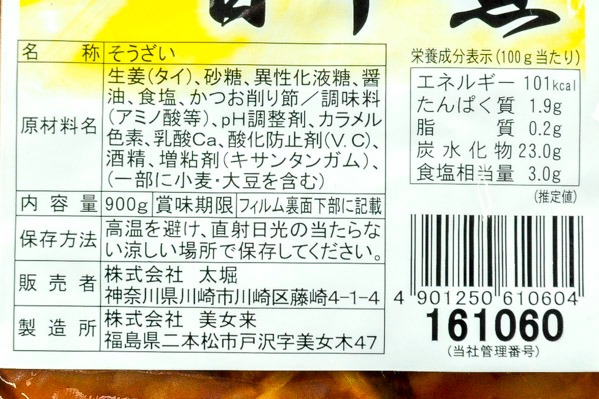 名称 そうざい
原材料名
生姜(タイ)、砂糖、異性化液糖、醤
油、食塩、かつお削り節／調味料
(アミノ酸等)、pH調整剤、カラメル
色素、乳酸Ca、酸化防止剤(V.C)、
酒精、増粘剤(キサンタンガム)、
(一部に小麦・大豆を含む)
内容量 900g 賞味期限 フィルム裏面下部に記載
保存方法
高温を避け、直射日光の当たらな
い涼しい場所で保存してください。
販売者
株式会社 太堀
神奈川県川崎市川崎区藤崎4-1-4
製造所
株式会社 美女来
福島県二本松市戸沢字美女木47
栄養成分表示(100g当たり)
エネルギー 101kcal
たんぱく質 1.9g
脂質 0.2g
炭水化物 23.0g
食塩相当量 3.0g
(推定値)
4 901250 610604
161060
(当社管理番号)